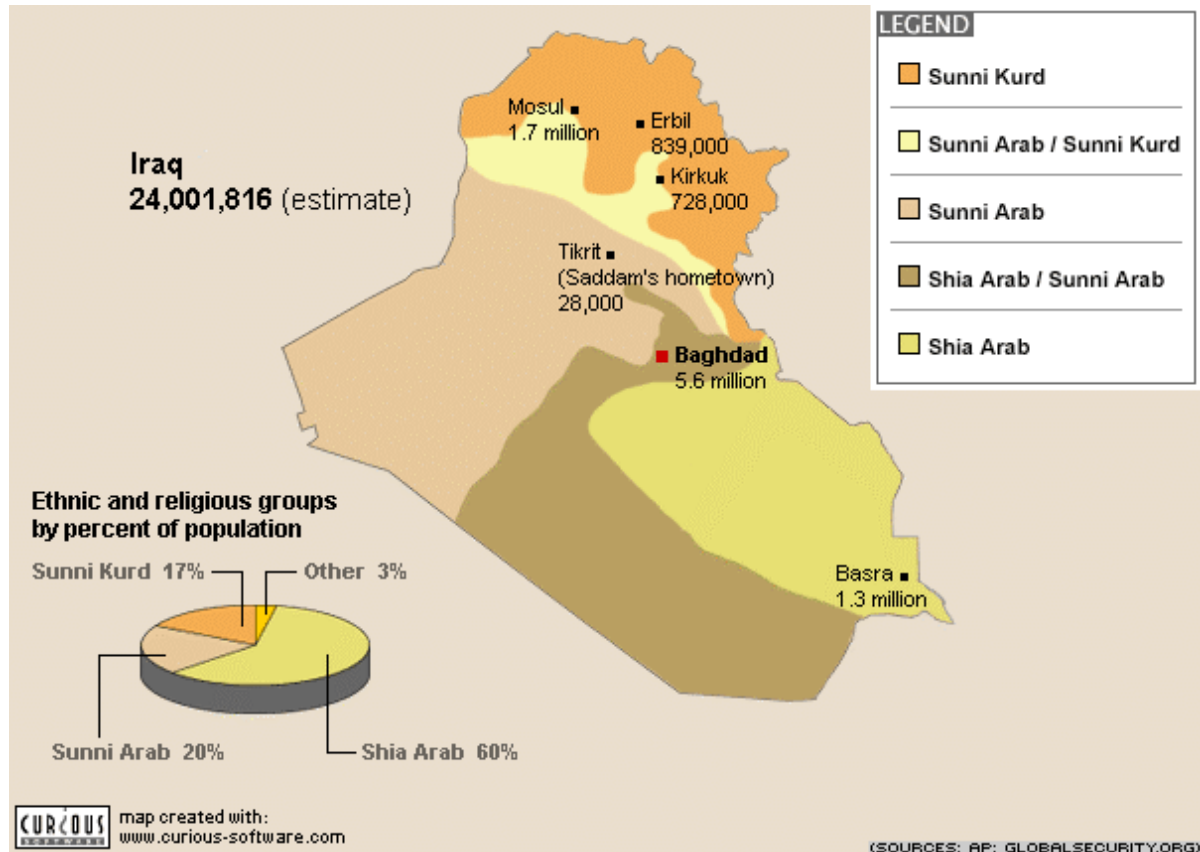 LEGEND
Sunni Kurd
Sunni Arab / Sunni Kurd
Sunni Arab
Shia Arab / Sunni Arab
Shia Arab
Iraq
24,001,816 (estimate)
Mosul
1.7 million
Erbil
839,000
Kirkuk
728,000
Tikrit
(Saddam's hometown)
28,000
Baghdad
5.6 million
Basra
1.3 million
Ethnic and religious groups
by percent of population
Sunni Kurd 17%
Other 3%
Sunni Arab 20%
Shia Arab 60%
CURIOUS
SOFTWARE
map created with:
www.curious-software.com
(SOURCES: AP; GLOBALSECURITY.ORG)